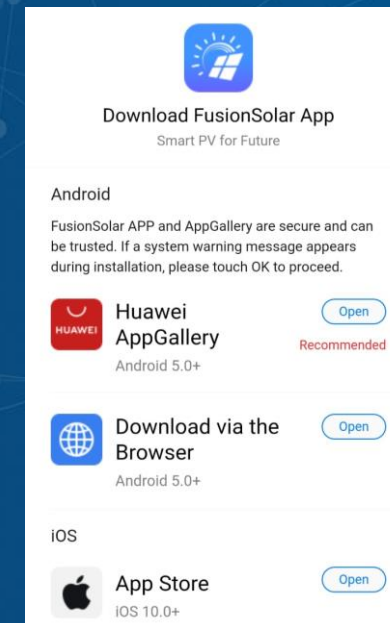 Download FusionSolar App
Smart PV for Future
Android
FusionSolar APP and AppGallery are secure and can
be trusted. If a system warning message appears
during installation, please touch OK to proceed.
HUAWEI
Huawei
AppGallery
Android 5.0+
Open
Recommended
Download via the
Browser
Android 5.0+
Open
iOS
App Store
iOS 10.0+
Open